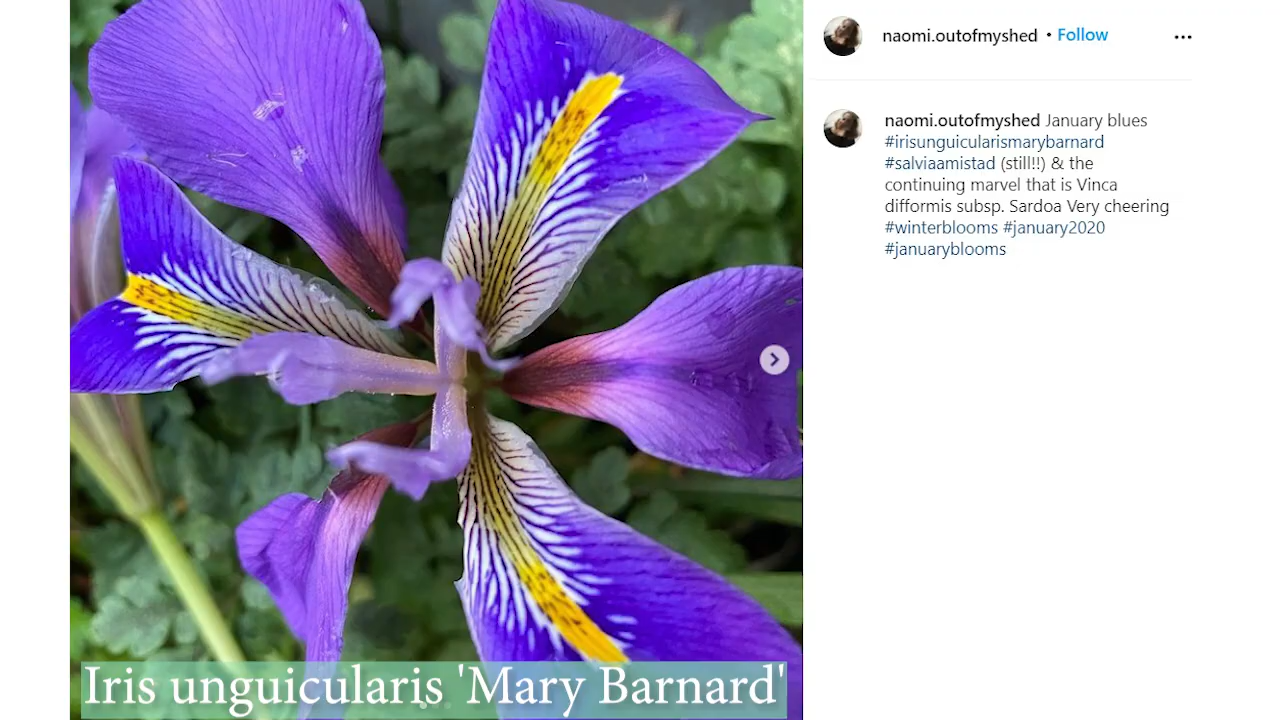 naomi.outofmyshed • Follow
naomi.outofmyshed January blues
#irisunguicularismarybarnard
#salviaamistad (still!!) & the
continuing marvel that is Vinca
difformis subsp. Sardoa Very cheering
#winterblooms #january2020
#januaryblooms
Iris unguicularis 'Mary Barnard'